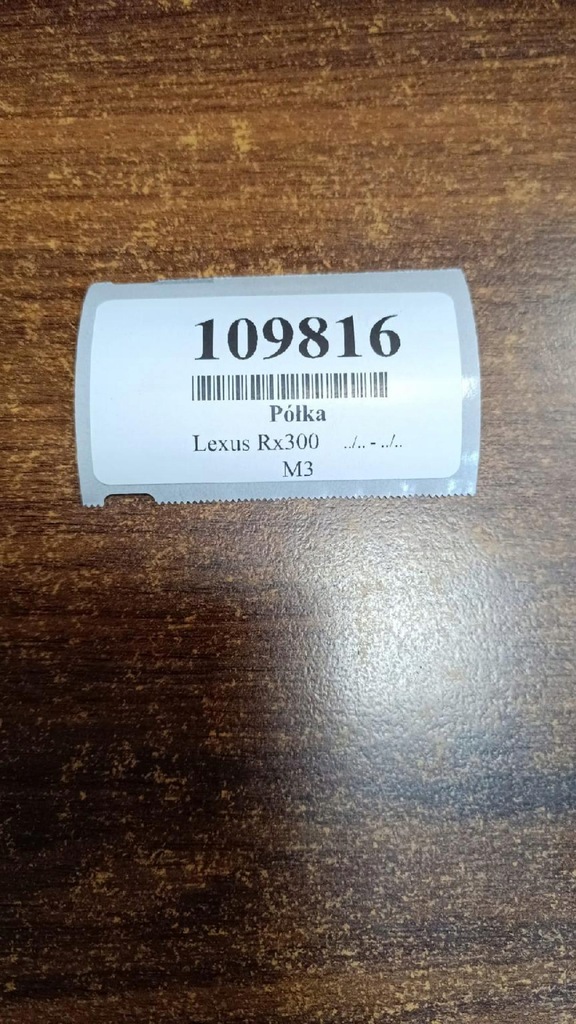 109816
Półka
Lexus Rx300 ../.. - ../..
M3